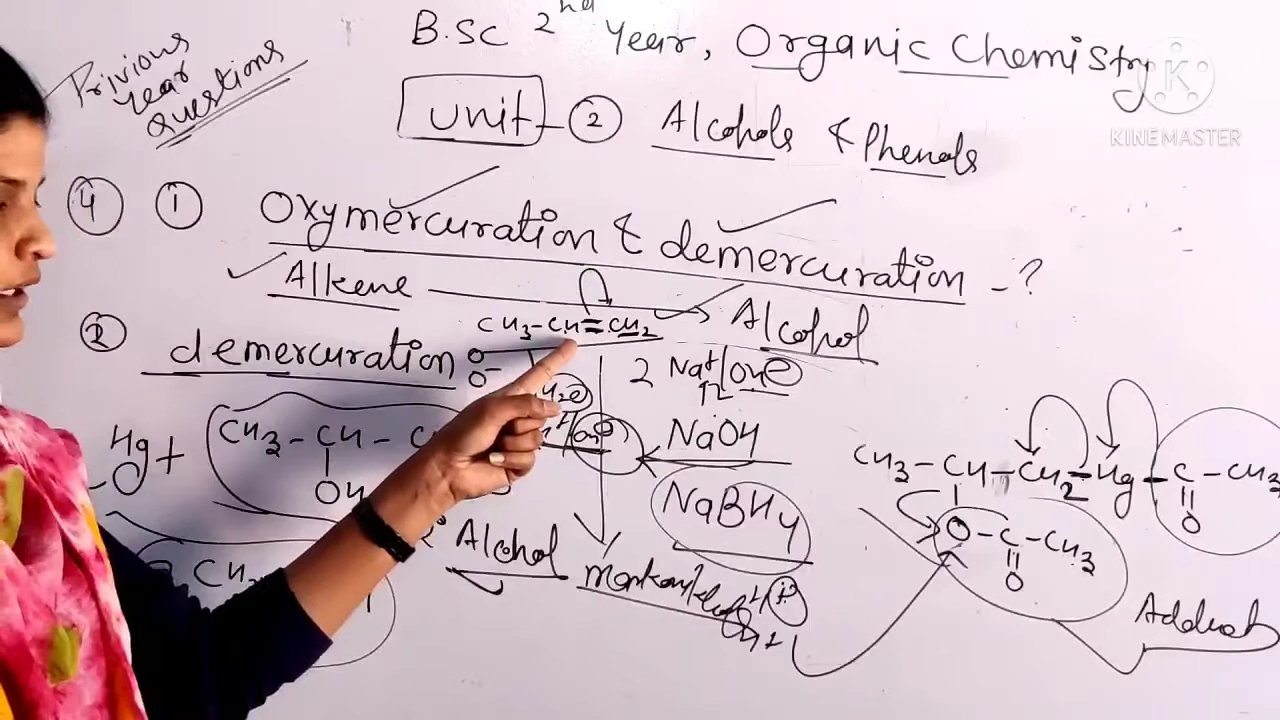 B.Sc 2nd Year, Organic Chemistry
Privious
Year
questions
KINEMASTER
Unit - 2 Alcohols & Phenols
4 1 Oxymercuration & demercuration - ?
Alkene
Alcohol
CH3-CH=CH2
2 demercuration
2 Na+/OH⊖
NaOH
NaBH4
Hg +
CH3 - CH -
OH
CH3-CH-CH2-Hg-C-CH3
O
O-C-CH3
O
2° Alcohol
Adduct